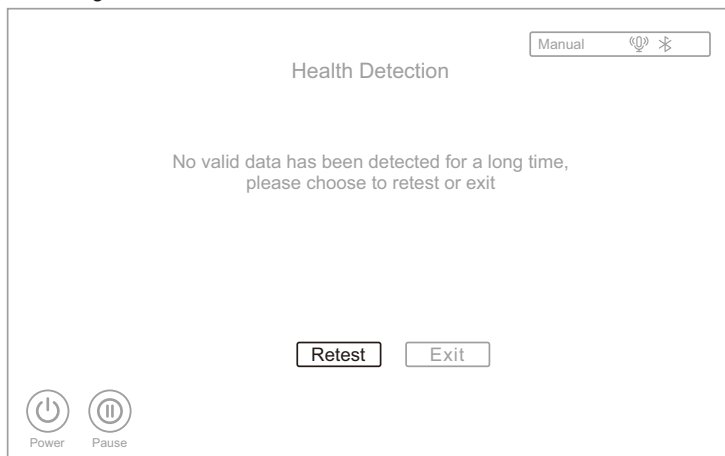 Manual
Health Detection
No valid data has been detected for a long time,
please choose to retest or exit
Retest Exit
Power Pause